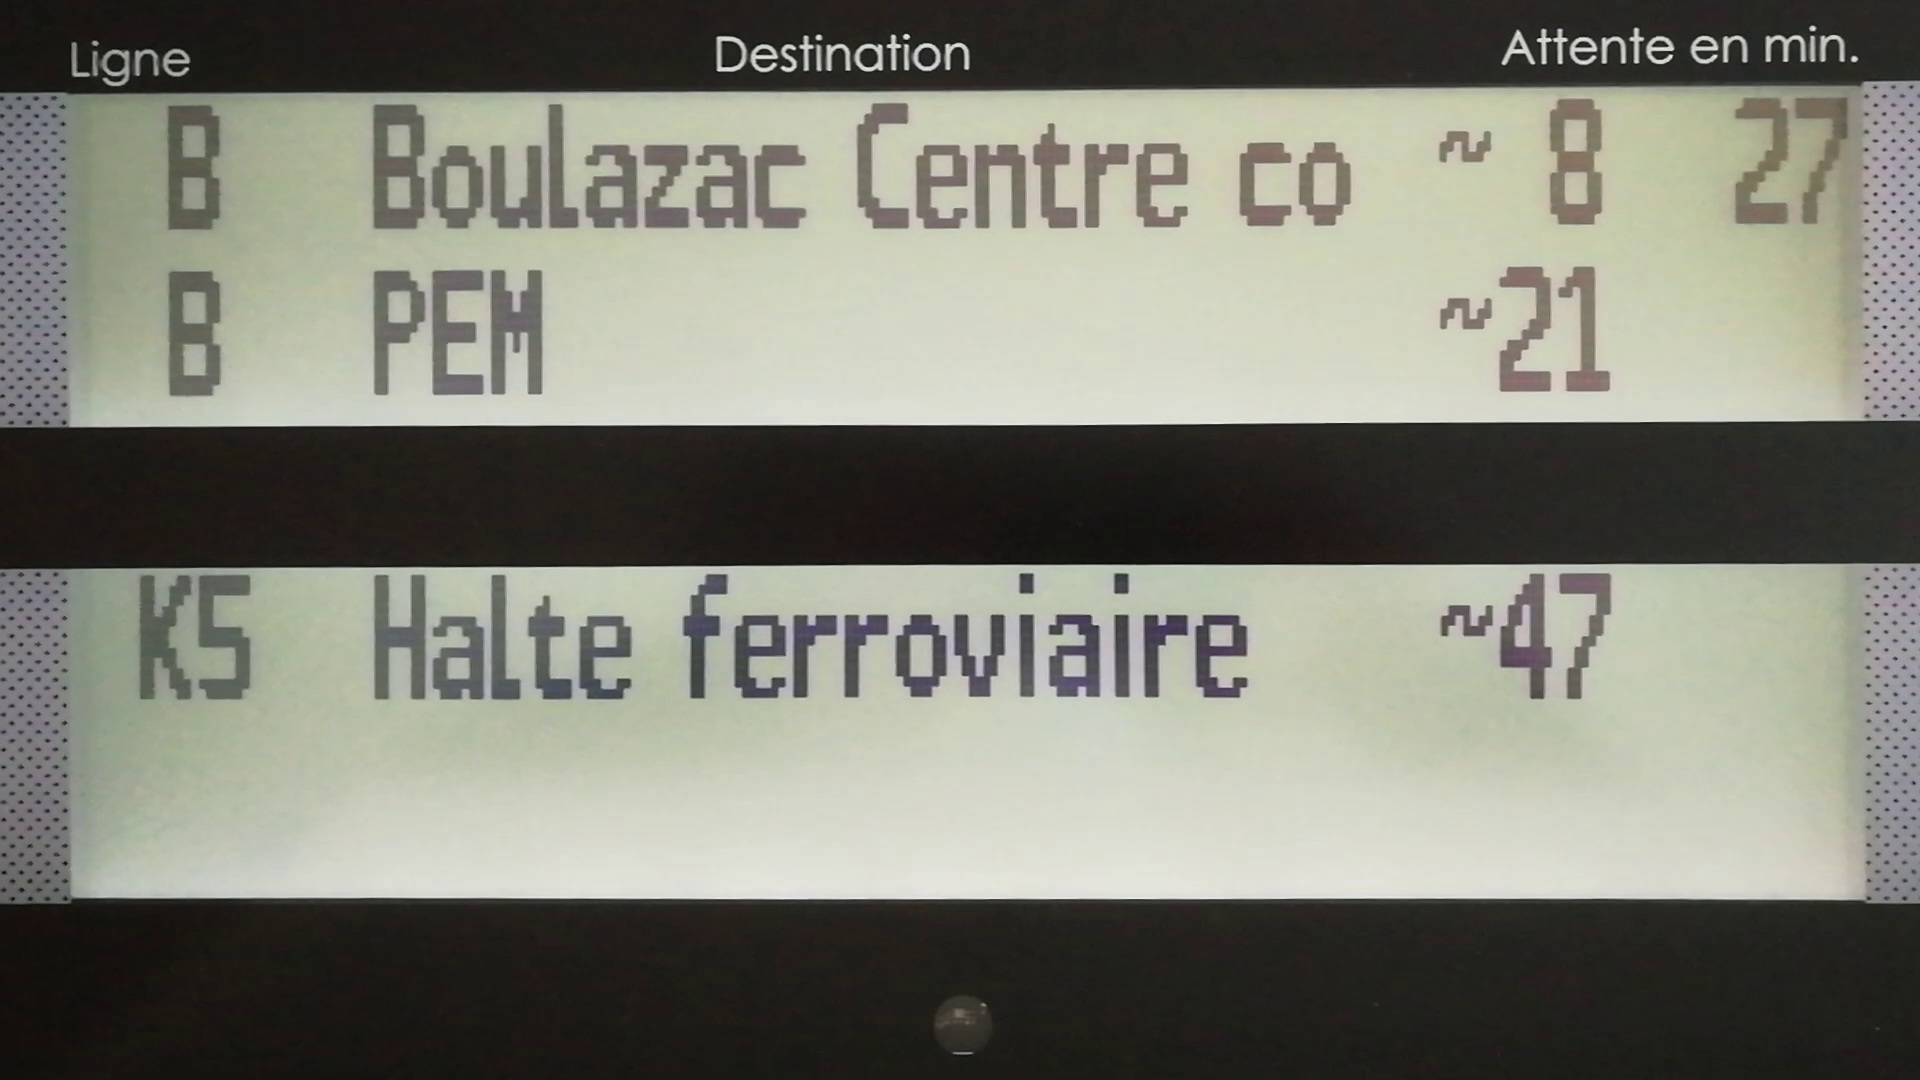 Ligne Destination Attente en min.
B Boulazac Centre co ~ 8 27
B PEM ~21
K5 Halte ferroviaire ~47